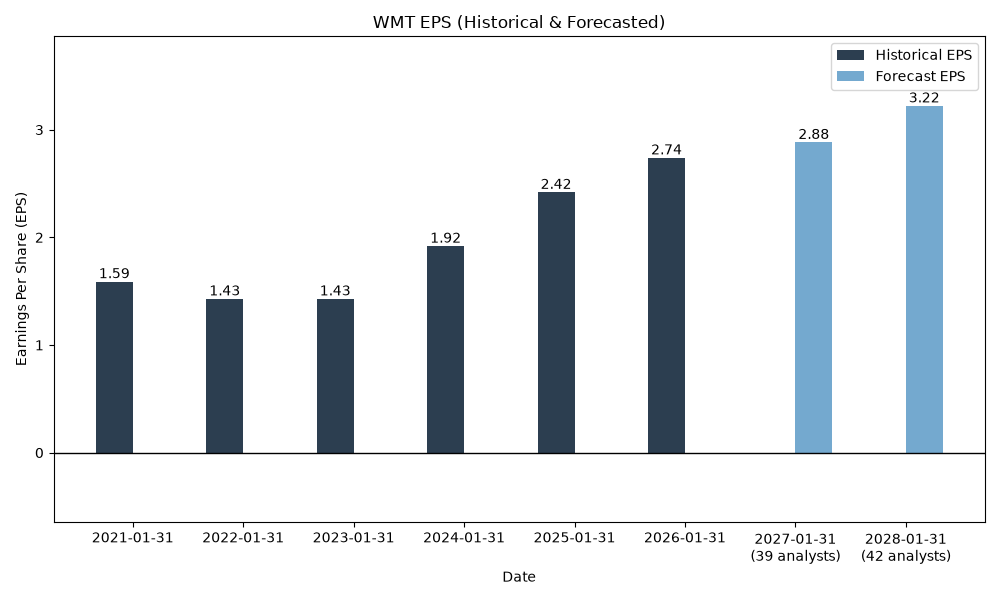 WMT EPS (Historical & Forecasted)
Historical EPS
Forecast EPS
Earnings Per Share (EPS)
3
2
1
0
1.59
1.43
1.43
1.92
2.42
2.74
2.88
3.22
2021-01-31
2022-01-31
2023-01-31
2024-01-31
2025-01-31
2026-01-31
2027-01-31
(39 analysts)
2028-01-31
(42 analysts)
Date